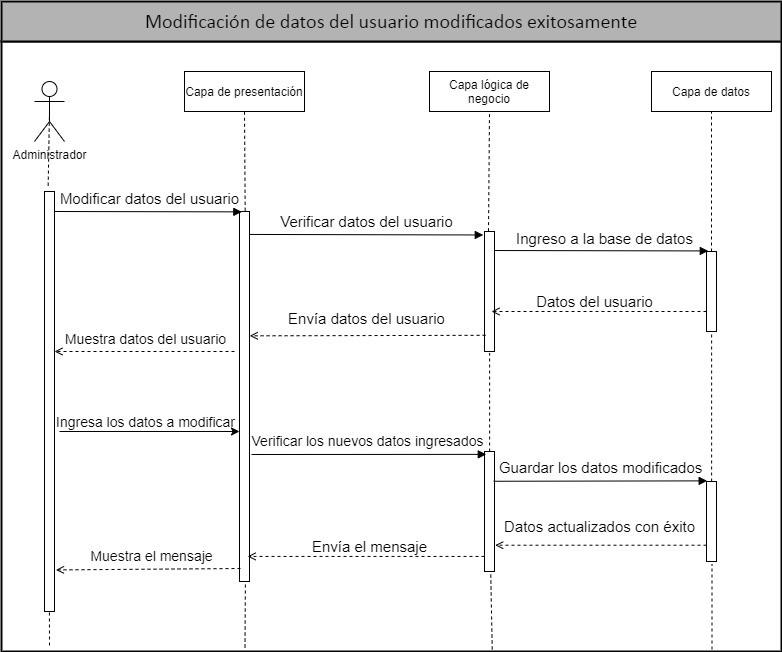 Modificación de datos del usuario modificados exitosamente
Capa de presentación
Capa lógica de
negocio
Capa de datos
Administrador
Modificar datos del usuario
Verificar datos del usuario
Ingreso a la base de datos
Datos del usuario
Envía datos del usuario
Muestra datos del usuario
Ingresa los datos a modificar
Verificar los nuevos datos ingresados
Guardar los datos modificados
Datos actualizados con éxito
Envía el mensaje
Muestra el mensaje